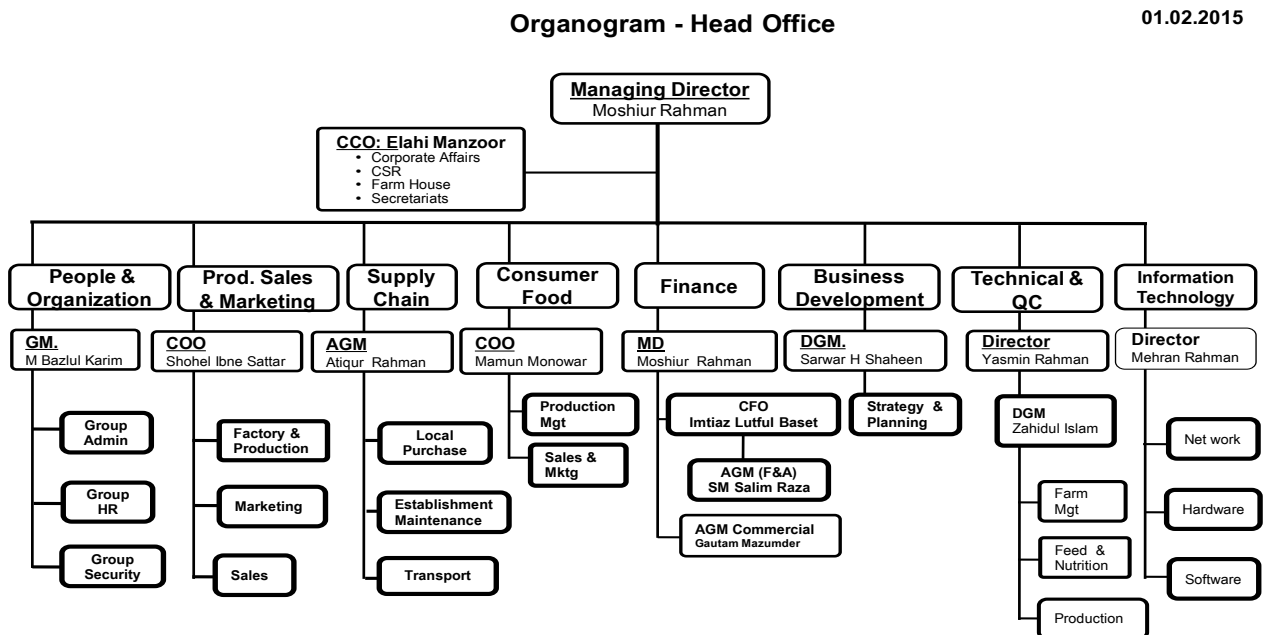 Organogram - Head Office
01.02.2015
Managing Director
Moshiur Rahman
CCO: Elahi Manzoor
• Corporate Affairs
• CSR
• Farm House
• Secretariats
People &
Organization
Prod. Sales
& Marketing
Supply
Chain
Consumer
Food
Finance
Business
Development
Technical &
QC
Information
Technology
GM.
M Bazlul Karim
COO
Shohel Ibne Sattar
AGM
Atiqur Rahman
COO
Mamun Monowar
MD
Moshiur Rahman
DGM.
Sarwar H Shaheen
Director
Yasmin Rahman
Director
Mehran Rahman
Group
Admin
Group
HR
Group
Security
Factory &
Production
Marketing
Sales
Local
Purchase
Establishment
Maintenance
Transport
Production
Mgt
Sales &
Mktg
CFO
Imtiaz Lutful Baset
AGM (F&A)
SM Salim Raza
AGM Commercial
Gautam Mazumder
Strategy &
Planning
DGM
Zahidul Islam
Farm
Mgt
Feed &
Nutrition
Production
Net work
Hardware
Software